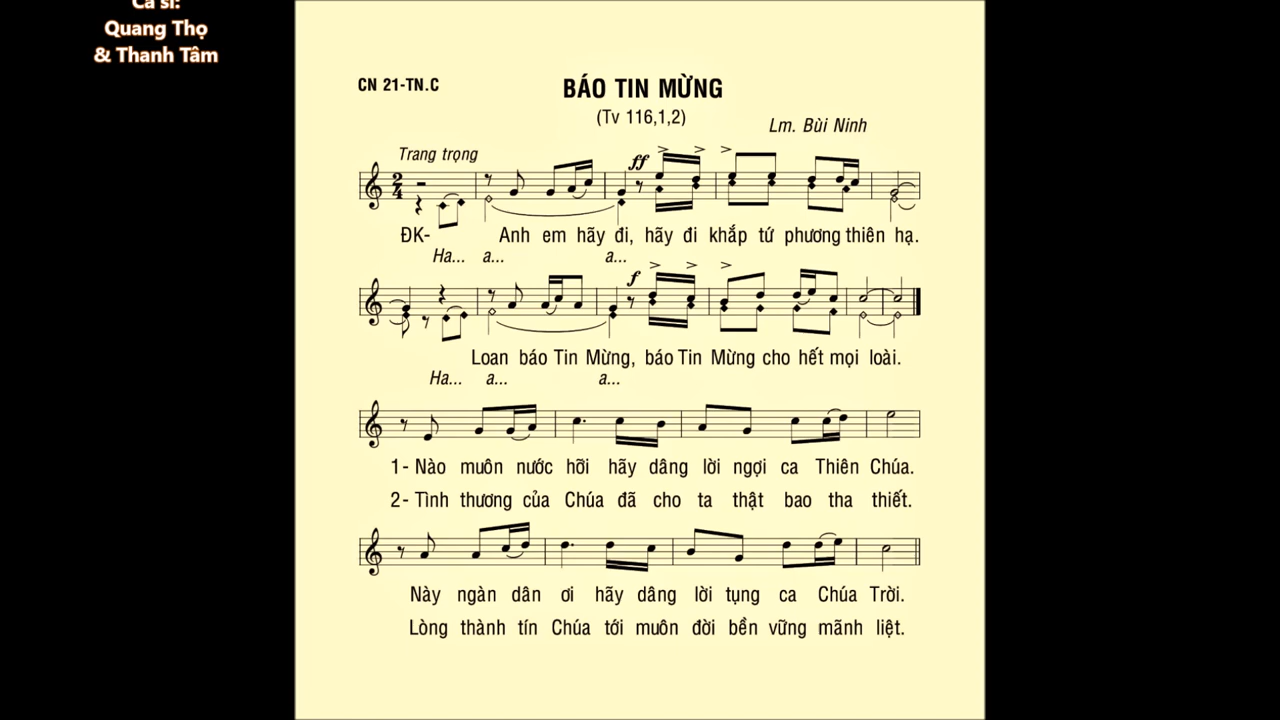 Ca sĩ:
Quang Thọ
& Thanh Tâm
CN 21-TN.C
BÁO TIN MỪNG
(Tv 116,1,2)
Lm. Bùi Ninh
Trang trọng
ff
ĐK- Anh em hãy đi, hãy đi khắp tứ phương thiên hạ.
Ha... a... a...
f
Loan báo Tin Mừng, báo Tin Mừng cho hết mọi loài.
Ha... a... a...
1- Nào muôn nước hỡi hãy dâng lời ngợi ca Thiên Chúa.
2- Tình thương của Chúa đã cho ta thật bao tha thiết.
Này ngàn dân ơi hãy dâng lời tụng ca Chúa Trời.
Lòng thành tín Chúa tới muôn đời bền vững mãnh liệt.